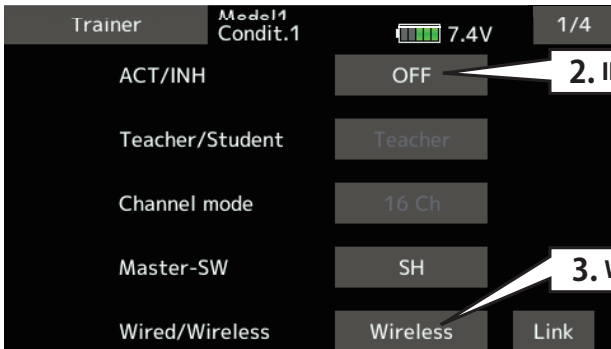 Trainer
Model1
Condit.1
7.4V
1/4
ACT/INH
OFF
2.
Teacher/Student
Teacher
Channel mode
16 Ch
Master-SW
SH
3.
Wired/Wireless
Wireless
Link